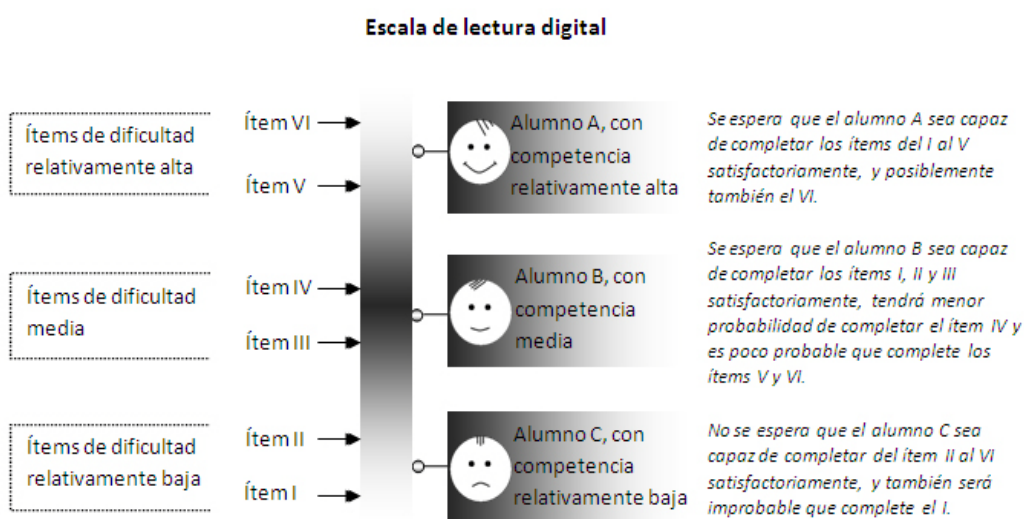 Escala de lectura digital
Ítems de dificultad
relativamente alta
Ítem VI
Ítem V
Alumno A, con
competencia
relativamente alta
Se espera que el alumno A sea capaz
de completar los ítems del I al V
satisfactoriamente, y posiblemente
también el VI.
Ítems de dificultad
media
Ítem IV
Ítem III
Alumno B, con
competencia
media
Se espera que el alumno B sea capaz
de completar los ítems I, II y III
satisfactoriamente, tendrá menor
probabilidad de completar el ítem IV y
es poco probable que complete los
ítems V y VI.
Ítems de dificultad
relativamente baja
Ítem II
Ítem I
Alumno C, con
competencia
relativamente baja
No se espera que el alumno C sea
capaz de completar del ítem II al VI
satisfactoriamente, y también será
improbable que complete el I.